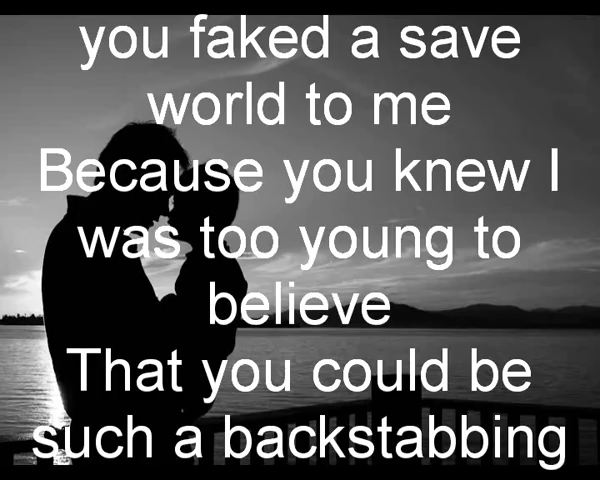 you faked a save
world to me
Because you knew I
was too young to
believe
That you could be
such a backstabbing